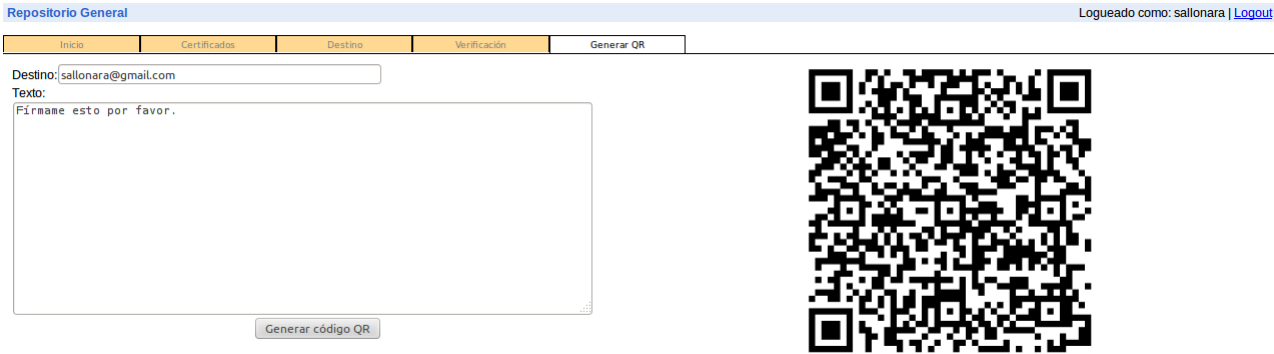 Repositorio General
Logueado como: sallonara | Logout
Inicio Certificados Destino Verificación Generar QR
Destino: sallonara@gmail.com
Texto:
Fírmame esto por favor.
Generar código QR